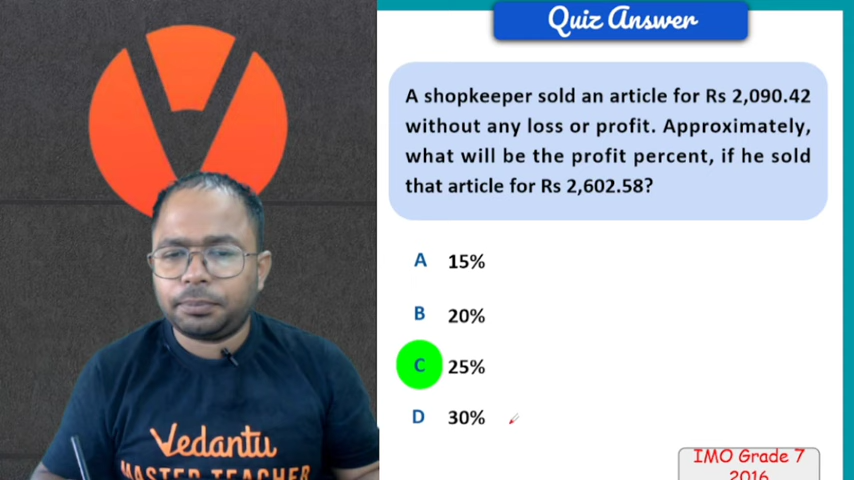 Quiz Answer
A shopkeeper sold an article for Rs 2,090.42
without any loss or profit. Approximately,
what will be the profit percent, if he sold
that article for Rs 2,602.58?
A 15%
B 20%
C 25%
D 30%
Vedantu
MASTER TEACHER
IMO Grade 7
2016